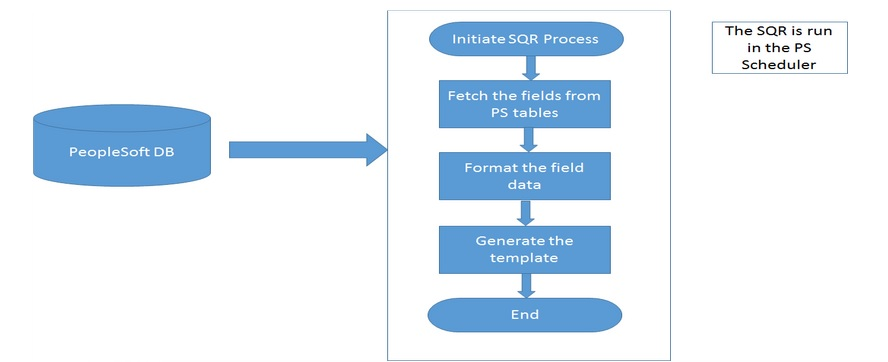 PeopleSoft DB
Initiate SQR Process
Fetch the fields from
PS tables
Format the field
data
Generate the
template
End
The SQR is run
in the PS
Scheduler